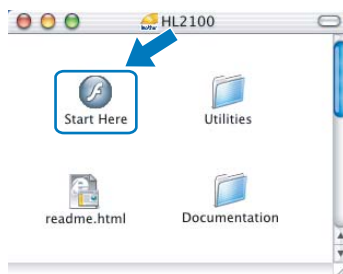 HL2100
Start Here
Utilities
readme.html
Documentation